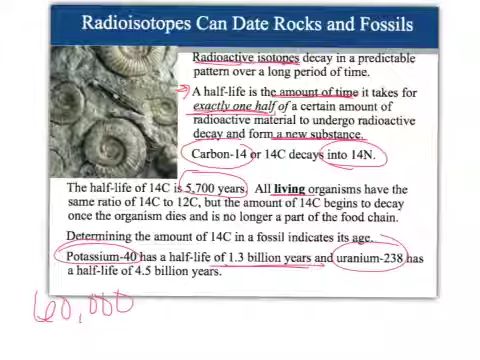 Radioisotopes Can Date Rocks and Fossils
Radioactive isotopes decay in a predictable
pattern over a long period of time.
A half-life is the amount of time it takes for
exactly one half of a certain amount of
radioactive material to undergo radioactive
decay and form a new substance.
Carbon-14 or 14C decays into 14N.
The half-life of 14C is 5,700 years. All living organisms have the
same ratio of 14C to 12C, but the amount of 14C begins to decay
once the organism dies and is no longer a part of the food chain.
Determining the amount of 14C in a fossil indicates its age.
Potassium-40 has a half-life of 1.3 billion years and uranium-238 has
a half-life of 4.5 billion years.
60,000